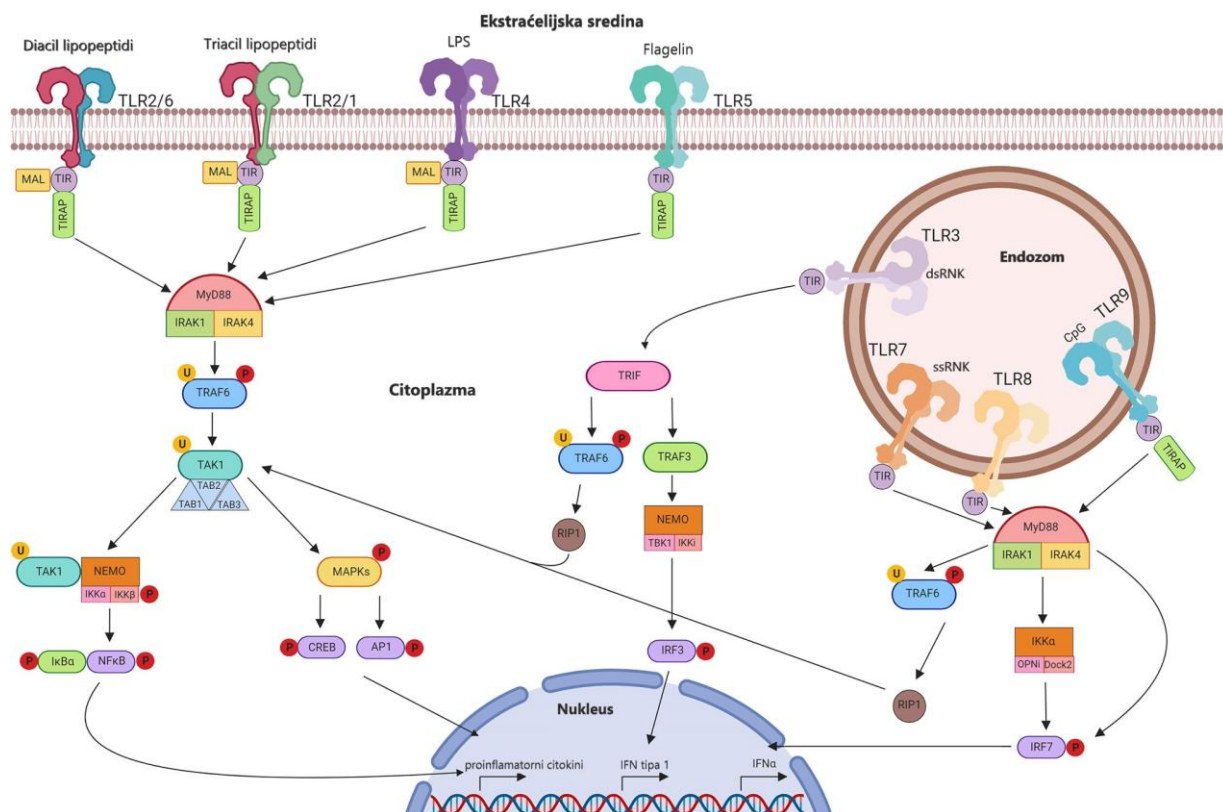 Ekstraćelijska sredina
Diacil lipopeptidi
Triacil lipopeptidi
LPS
Flagelin
TLR2/6
TLR2/1
TLR4
TLR5
MAL
TIR
TIRAP
MAL
TIR
TIRAP
MAL
TIR
TIRAP
TIR
TIRAP
MyD88
IRAK1
IRAK4
U
P
TRAF6
U
TAK1
TAB2
TAB1
TAB3
U
TAK1
NEMO
IKKα
IKKβ
P
P
IκBα
NFκB
P
P
MAPKs
P
CREB
AP1
P
Citoplazma
TIR
TRIF
U
P
TRAF6
TRAF3
RIP1
NEMO
TBK1
IKKi
IRF3
P
Endozom
TLR3
dsRNK
TLR7
ssRNK
TLR8
CpG
TLR9
TIR
TIR
TIR
TIRAP
MyD88
IRAK1
IRAK4
U
P
TRAF6
RIP1
IKKα
OPNi
Dock2
IRF7
P
Nukleus
proinflamatorni citokini
IFN tipa 1
IFNα